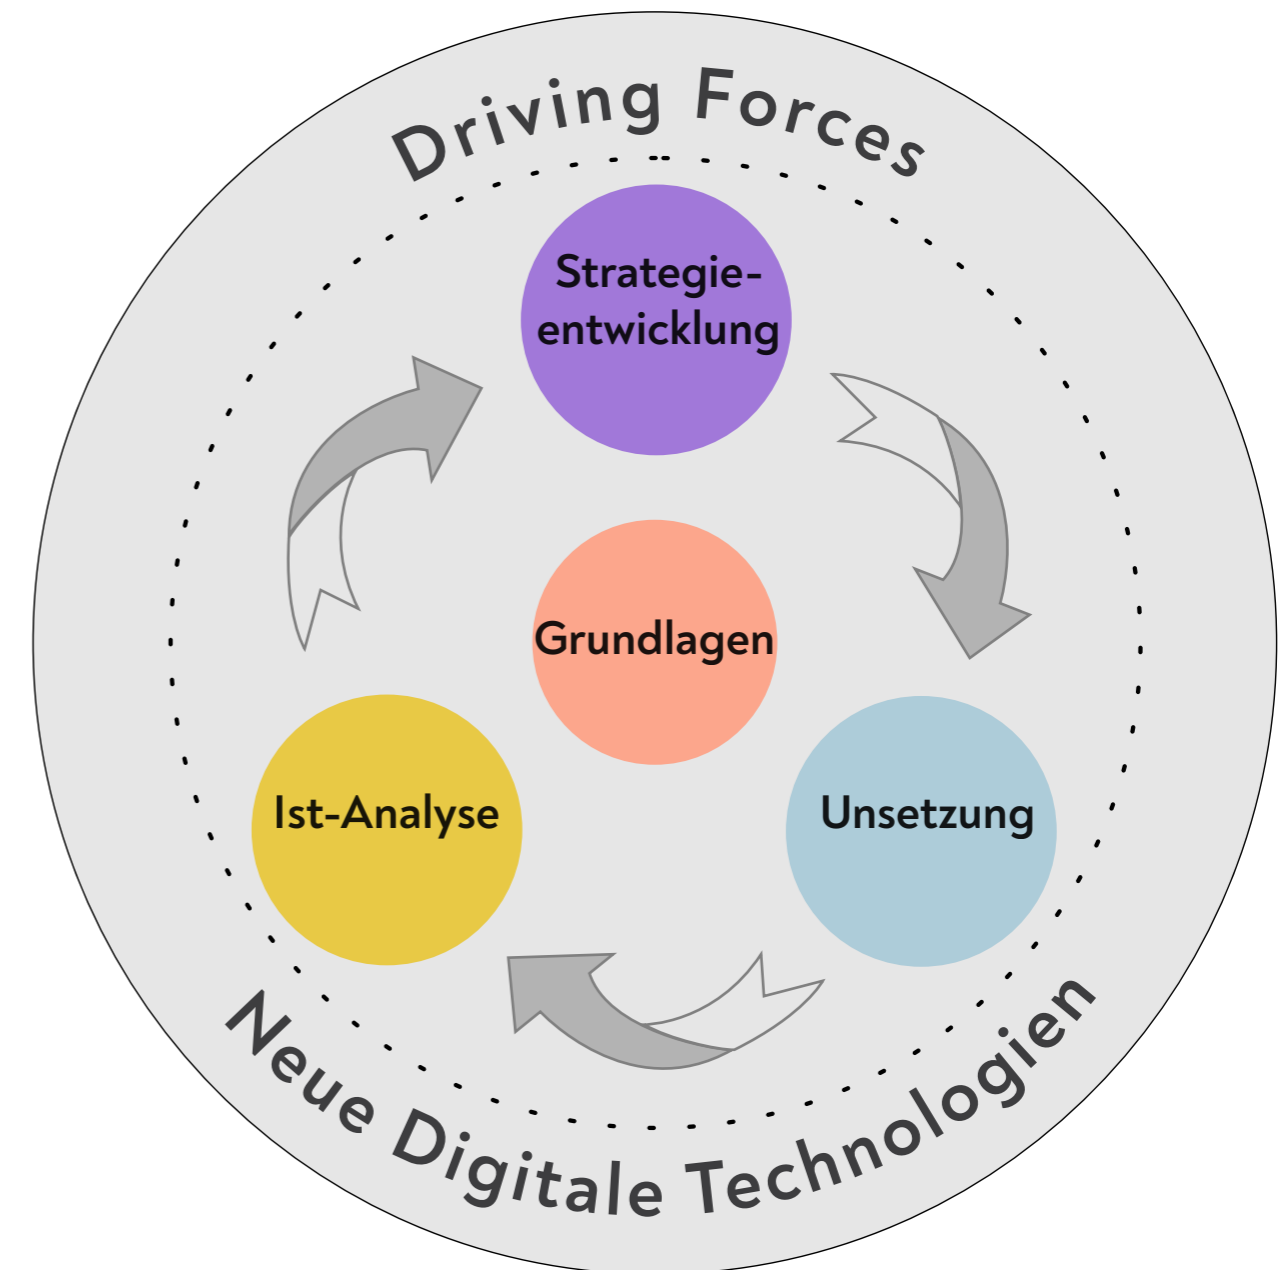 Driving Forces
Strategie-
entwicklung
Grundlagen
Ist-Analyse
Unsetzung
Neue Digitale Technologien